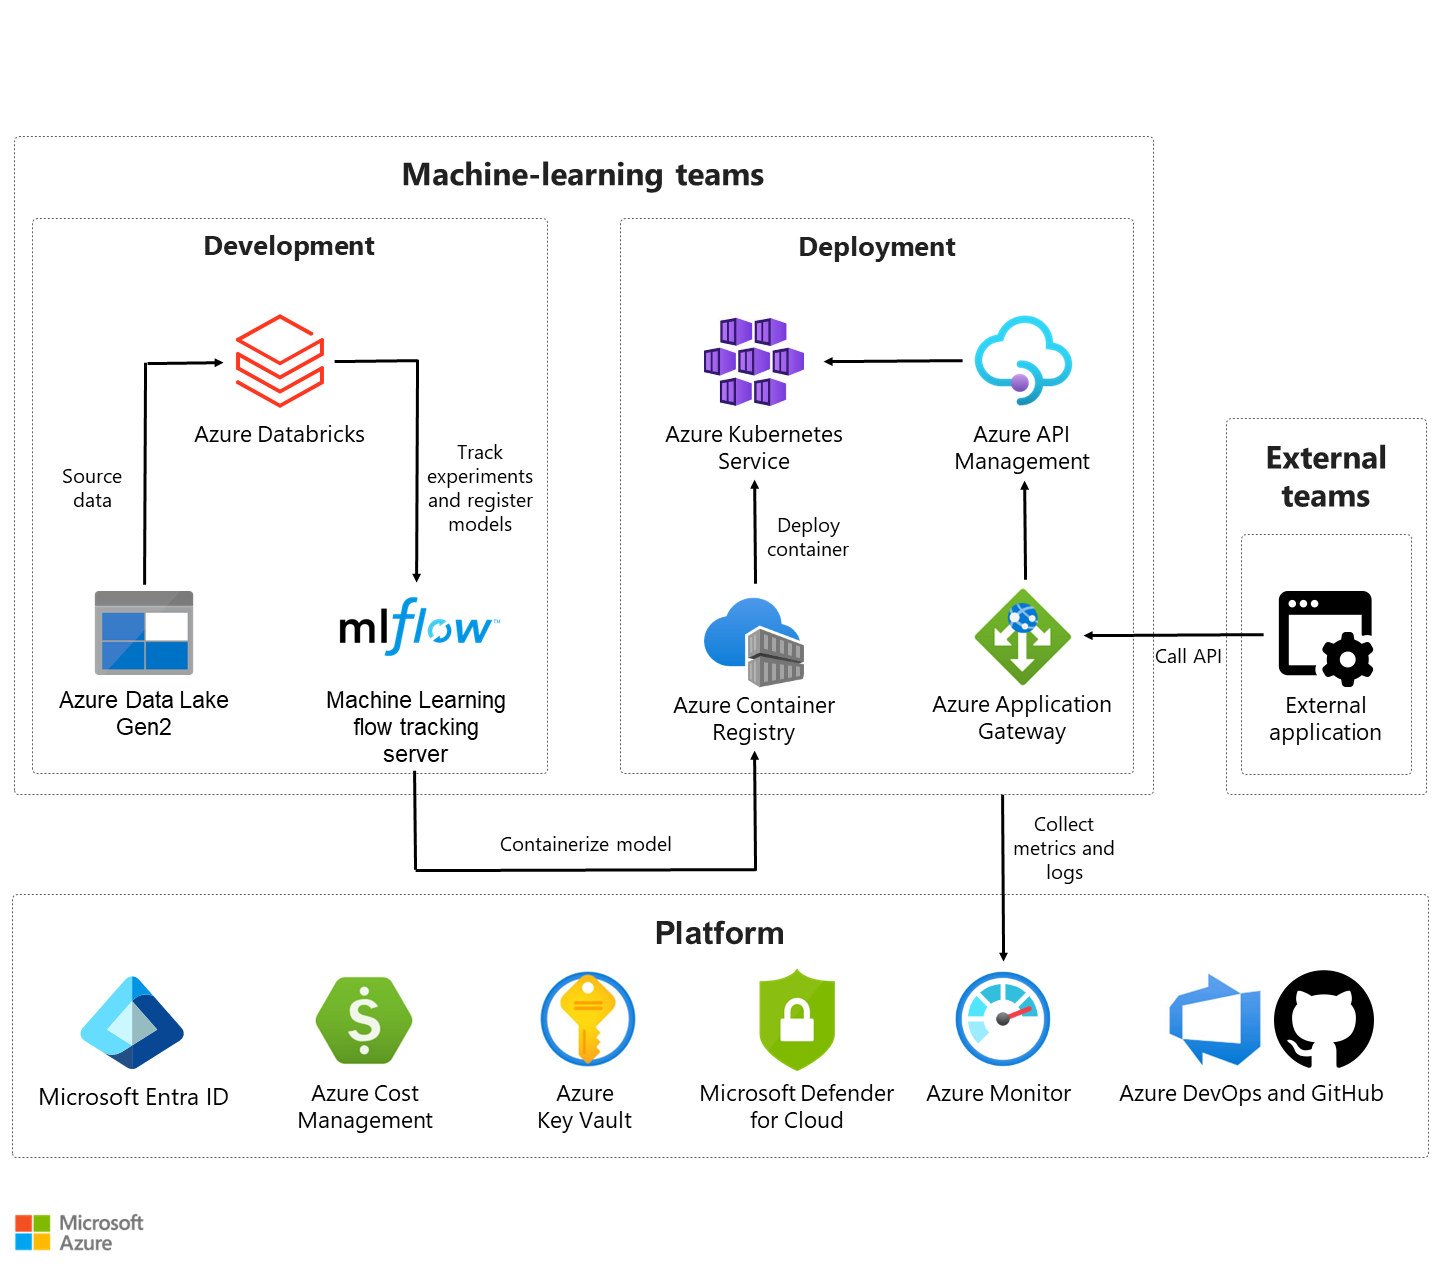 Machine-learning teams
Development
Azure Databricks
Source
data
Track
experiments
and register
models
Azure Data Lake
Gen2
mlflow™
Machine Learning
flow tracking
server
Deployment
Azure Kubernetes
Service
Azure API
Management
Deploy
container
Azure Container
Registry
Azure Application
Gateway
External
teams
Call API
External
application
Containerize model
Collect
metrics and
logs
Platform
Microsoft Entra ID
Azure Cost
Management
Azure
Key Vault
Microsoft Defender
for Cloud
Azure Monitor
Azure DevOps and GitHub
Microsoft
Azure